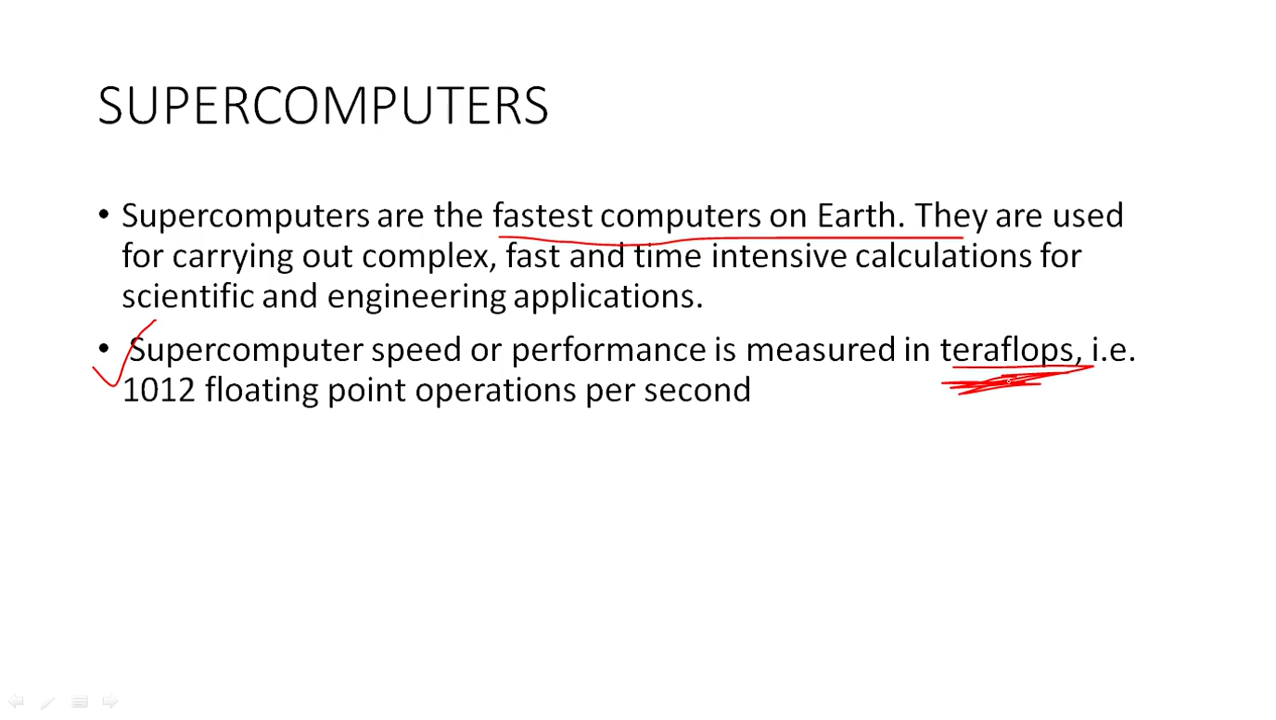 SUPERCOMPUTERS
• Supercomputers are the fastest computers on Earth. They are used
for carrying out complex, fast and time intensive calculations for
scientific and engineering applications.
• Supercomputer speed or performance is measured in teraflops, i.e.
1012 floating point operations per second